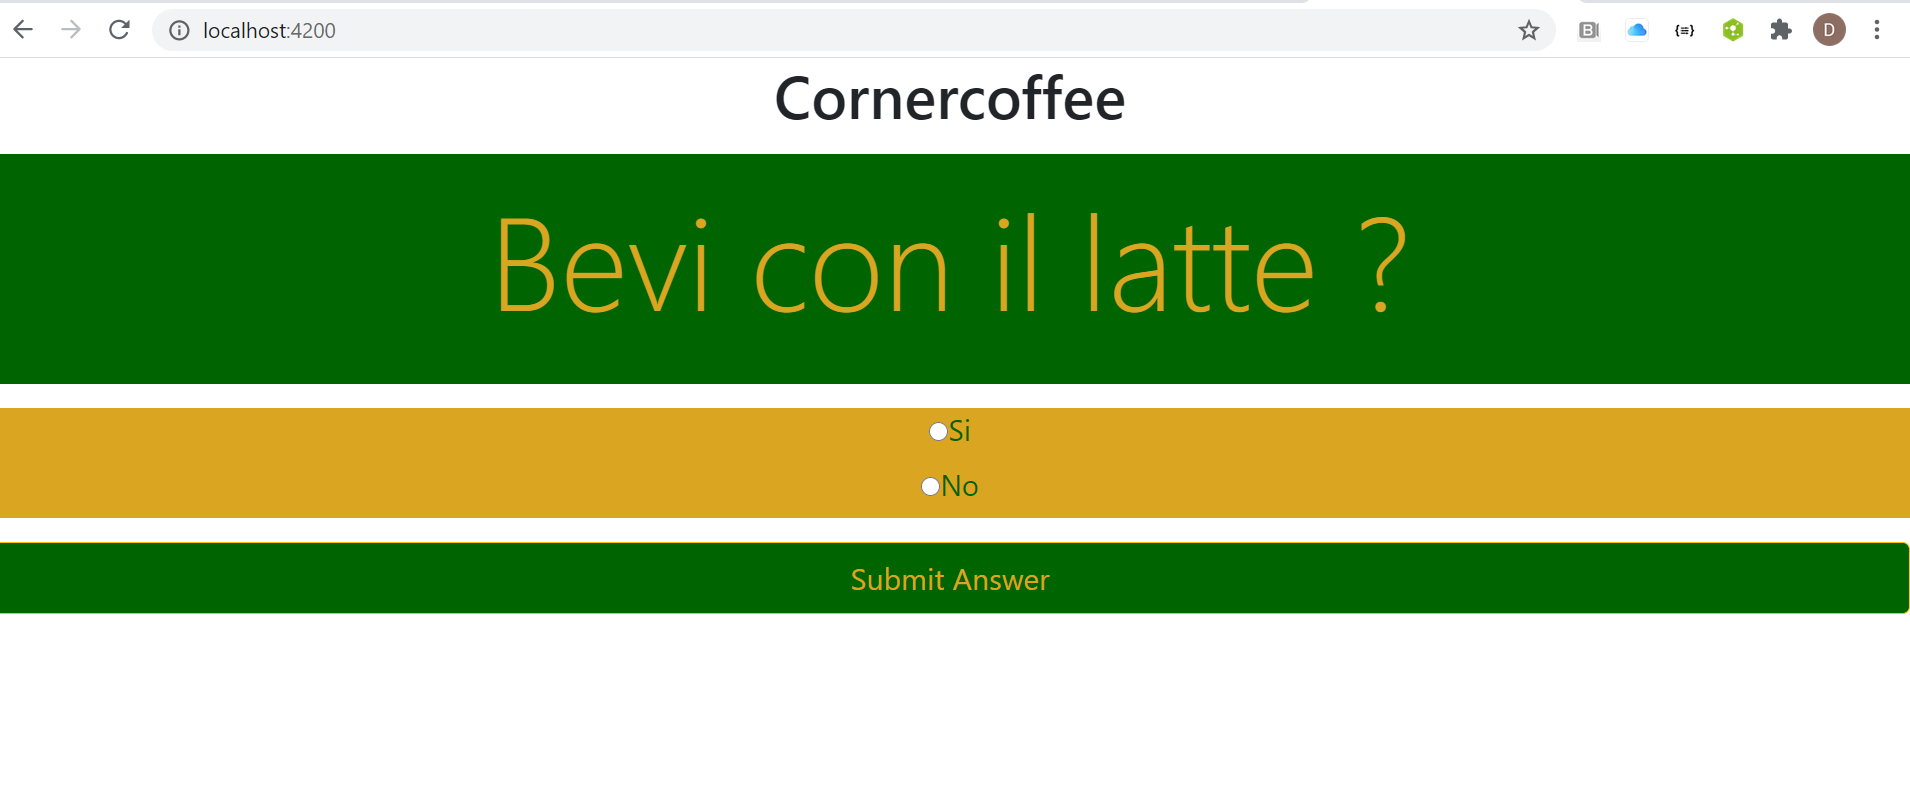 localhost:4200
B
{≡}
D
Cornercoffee
Bevi con il latte ?
Si
No
Submit Answer